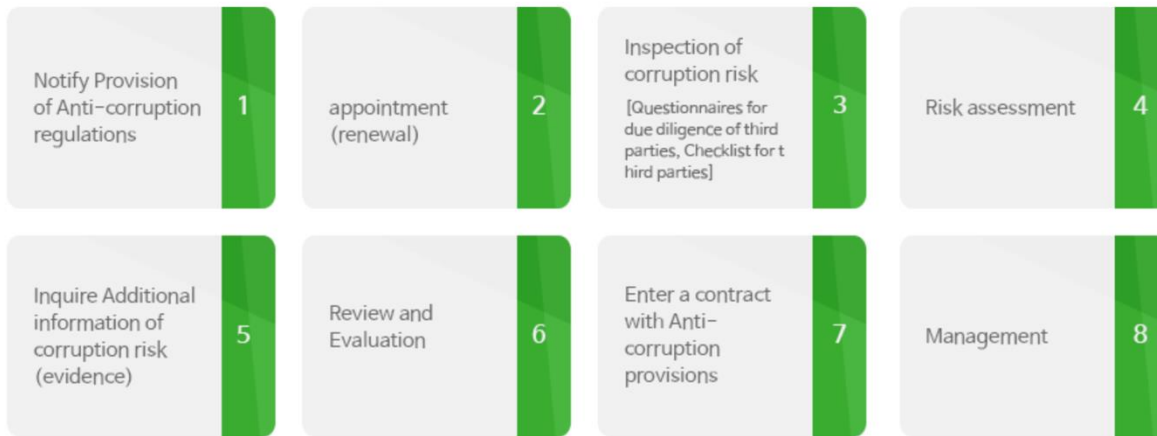 Notify Provision
of Anti-corruption
regulations
1
appointment
(renewal)
2
Inspection of
corruption risk
[Questionnaires for
due diligence of third
parties, Checklist for t
hird parties]
3
Risk assessment
4
Inquire Additional
information of
corruption risk
(evidence)
5
Review and
Evaluation
6
Enter a contract
with Anti-
corruption
provisions
7
Management
8